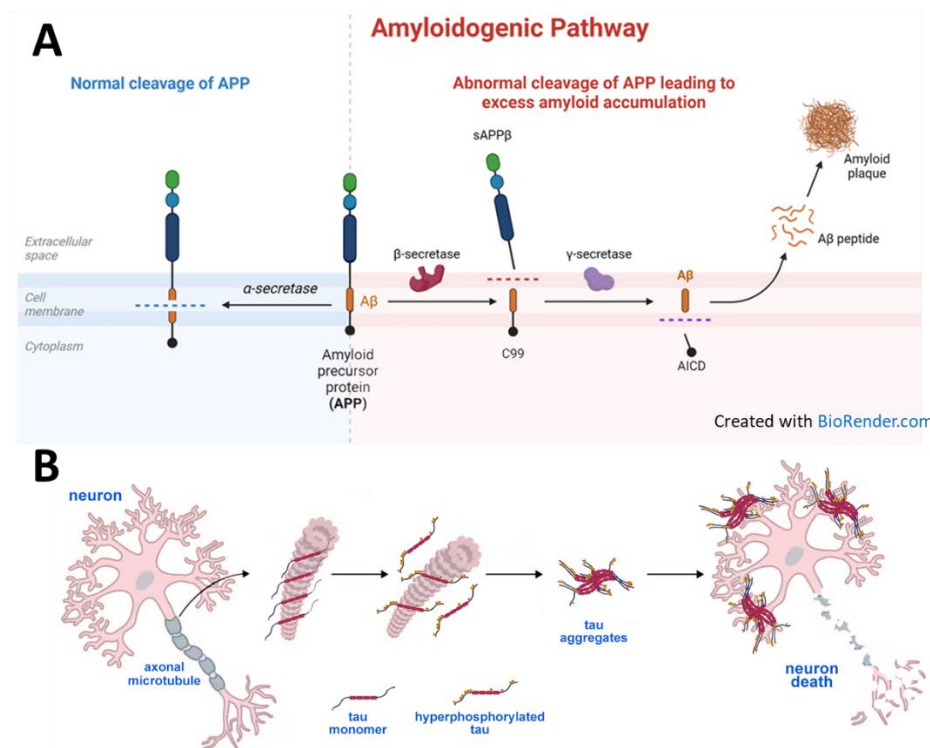 A
Amyloidogenic Pathway
Normal cleavage of APP
Abnormal cleavage of APP leading to
excess amyloid accumulation
sAPPβ
Amyloid
plaque
Extracellular
space
β-secretase
γ-secretase
Aβ peptide
Cell
membrane
α-secretase
Aβ
Aβ
Cytoplasm
Amyloid
precursor
protein
(APP)
C99
AICD
Created with BioRender.com
B
neuron
axonal
microtubule
tau
monomer
hyperphosphorylated
tau
tau
aggregates
neuron
death